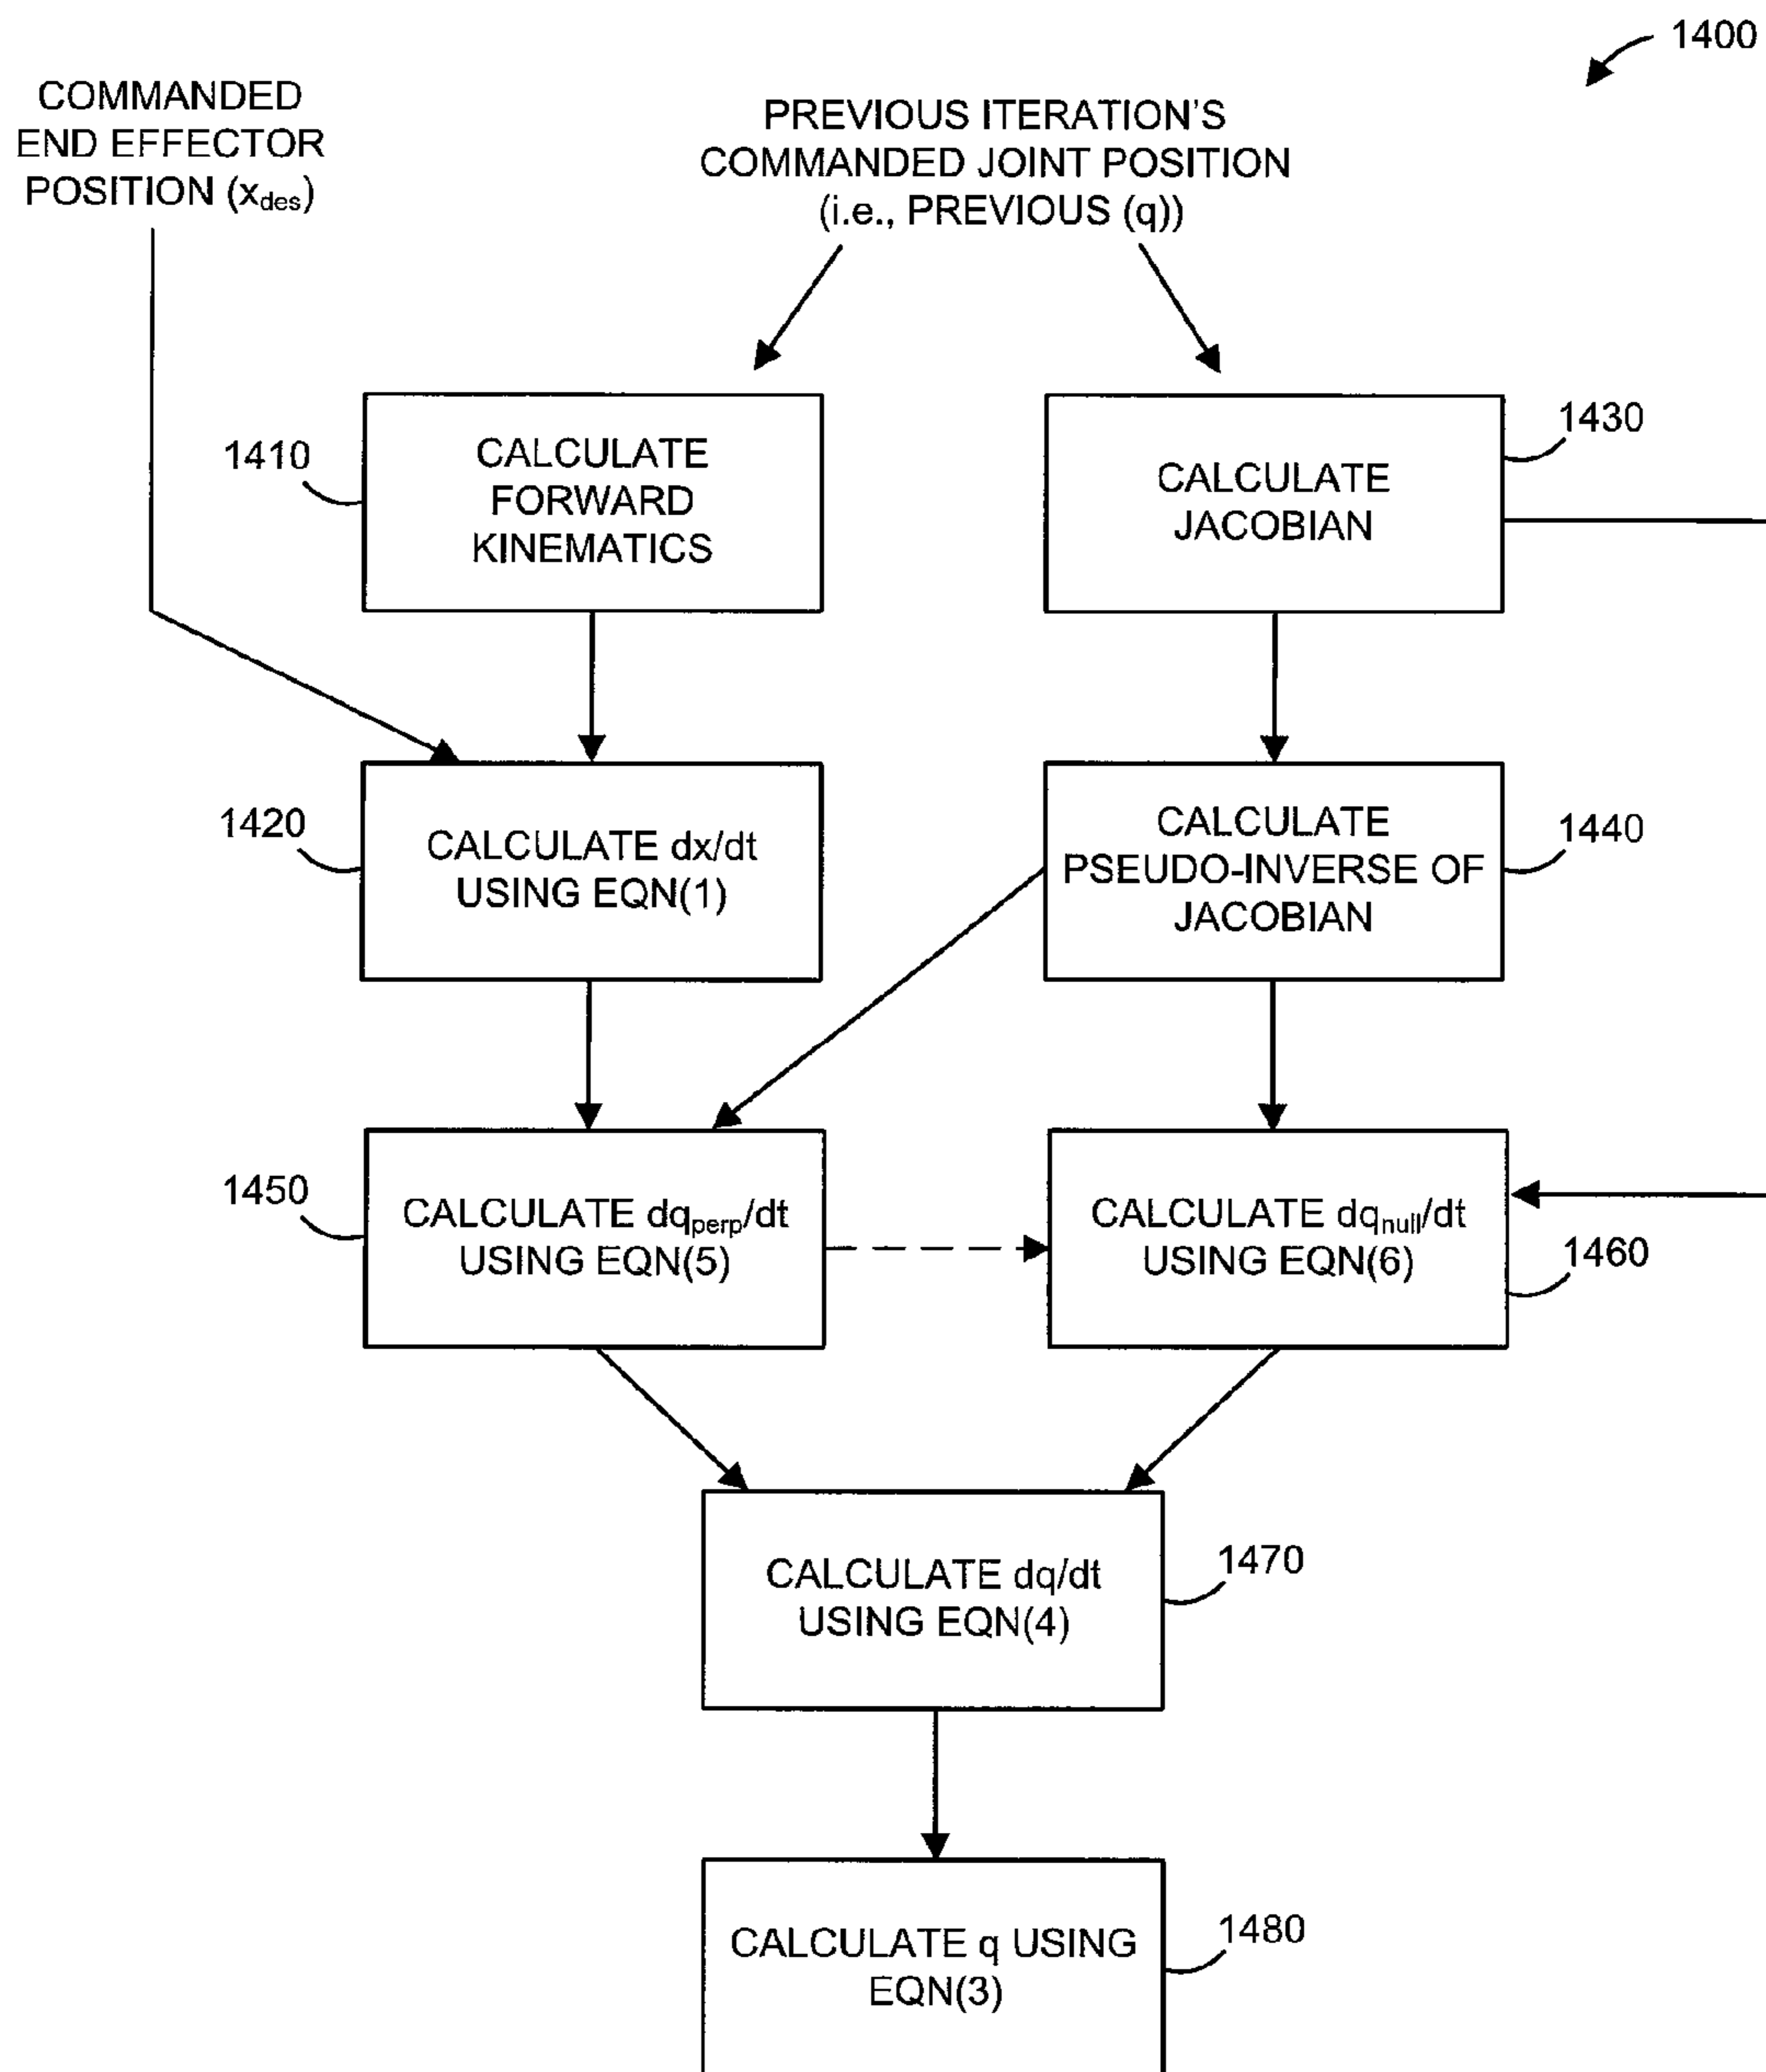 1400
COMMANDED
END EFFECTOR
POSITION (xdes)
PREVIOUS ITERATION'S
COMMANDED JOINT POSITION
(i.e., PREVIOUS (q))
1410
CALCULATE
FORWARD
KINEMATICS
1430
CALCULATE
JACOBIAN
1420
CALCULATE dx/dt
USING EQN(1)
1440
CALCULATE
PSEUDO-INVERSE OF
JACOBIAN
1450
CALCULATE dqperp/dt
USING EQN(5)
CALCULATE dqnull/dt
USING EQN(6)
1460
CALCULATE dq/dt
USING EQN(4)
1470
CALCULATE q USING
EQN(3)
1480